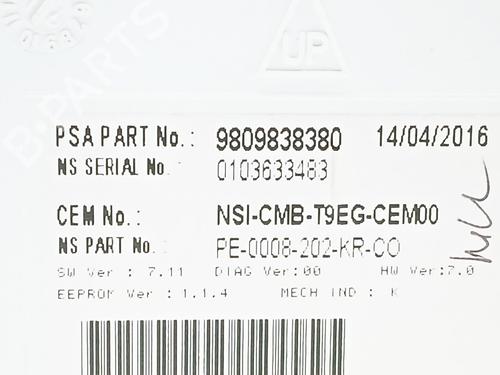 UP
B-PARTS
PSA PART No.: 9809838380 14/04/2016
NS SERIAL No.: 0103633483
CEM No.: NSI-CMB-T9EG-CEM00
NS PART No.: PE-0008-202-KR-CO
SW Ver : 7.11 DIAG Ver:00 HW Ver:7.0
EEPROM Ver : 1.1.4 MECH IND : K